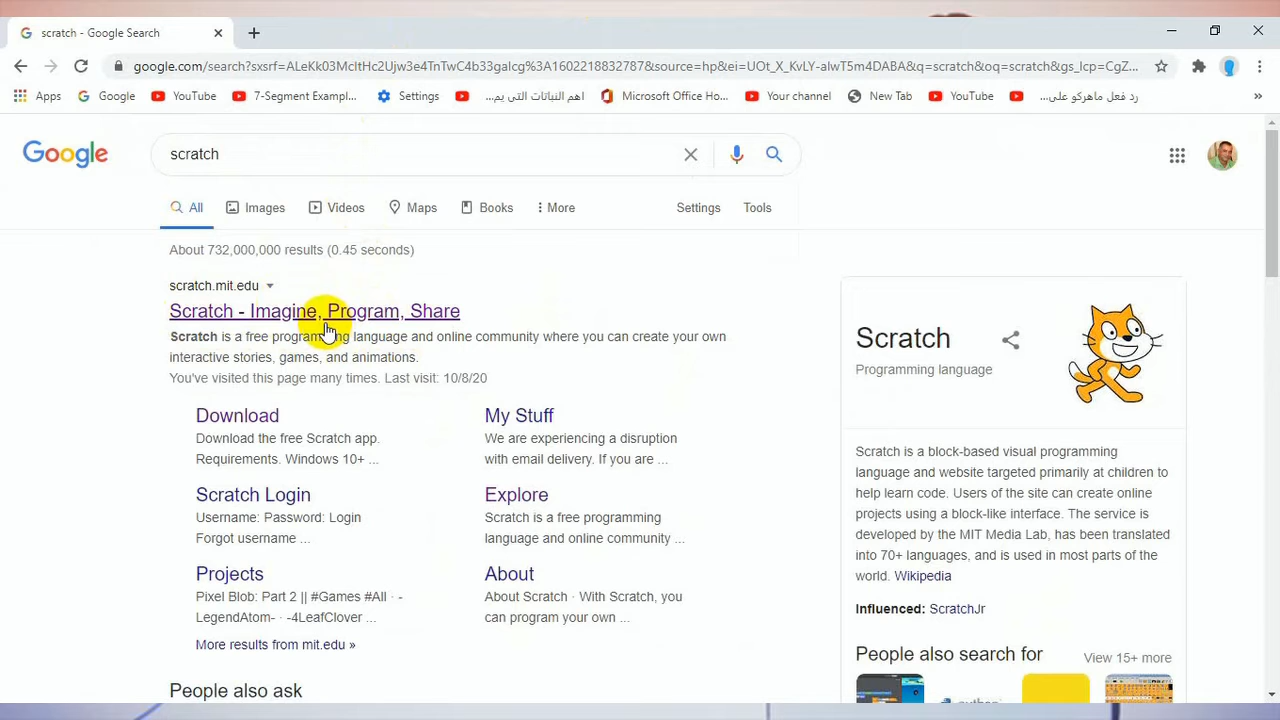 scratch - Google Search
google.com/search?sxsrf=ALeKk03McItHc2Ujw3e4TnTwC4b33galcg%3A1602218832787&source=hp&ei=UOt_X_KvLY-alwT5m4DABA&q=scratch&oq=scratch&gs_lcp=CgZ...
Apps Google YouTube 7-Segment Exampl... Settings اهم النباتات التى يم... Microsoft Office Ho... Your channel New Tab YouTube رد فعل ماهركو على...
Google
scratch
All Images Videos Maps Books More Settings Tools
About 732,000,000 results (0.45 seconds)
scratch.mit.edu
Scratch - Imagine, Program, Share
Scratch is a free programming language and online community where you can create your own
interactive stories, games, and animations.
You've visited this page many times. Last visit: 10/8/20
Download
Download the free Scratch app.
Requirements. Windows 10+ ...
My Stuff
We are experiencing a disruption
with email delivery. If you are ...
Scratch Login
Username: Password: Login
Forgot username ...
Explore
Scratch is a free programming
language and online community ...
Projects
Pixel Blob: Part 2 || #Games #All · -
LegendAtom- · -4LeafClover ...
About
About Scratch · With Scratch, you
can program your own ...
More results from mit.edu »
People also ask
Scratch
Programming language
Scratch is a block-based visual programming
language and website targeted primarily at children to
help learn code. Users of the site can create online
projects using a block-like interface. The service is
developed by the MIT Media Lab, has been translated
into 70+ languages, and is used in most parts of the
world. Wikipedia
Influenced: ScratchJr
People also search for
View 15+ more